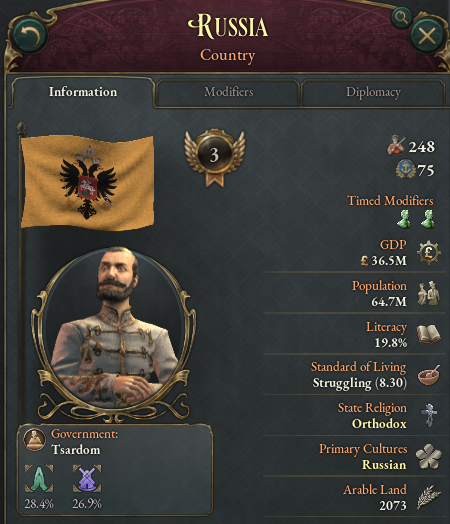 RUSSIA
Country
Information
Modifiers
Diplomacy
3
248
75
Timed Modifiers
GDP
£ 36.5M
£
Population
64.7M
Literacy
19.8%
Standard of Living
Struggling (8.30)
State Religion
Orthodox
Primary Cultures
Russian
Arable Land
2073
Government:
Tsardom
28.4%
26.9%